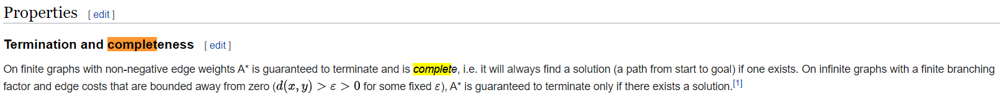 Properties [ edit ]
Termination and completeness [ edit ]
On finite graphs with non-negative edge weights A* is guaranteed to terminate and is complete, i.e. it will always find a solution (a path from start to goal) if one exists. On infinite graphs with a finite branching
factor and edge costs that are bounded away from zero (d(x, y) > ε > 0 for some fixed ε), A* is guaranteed to terminate only if there exists a solution.[1]